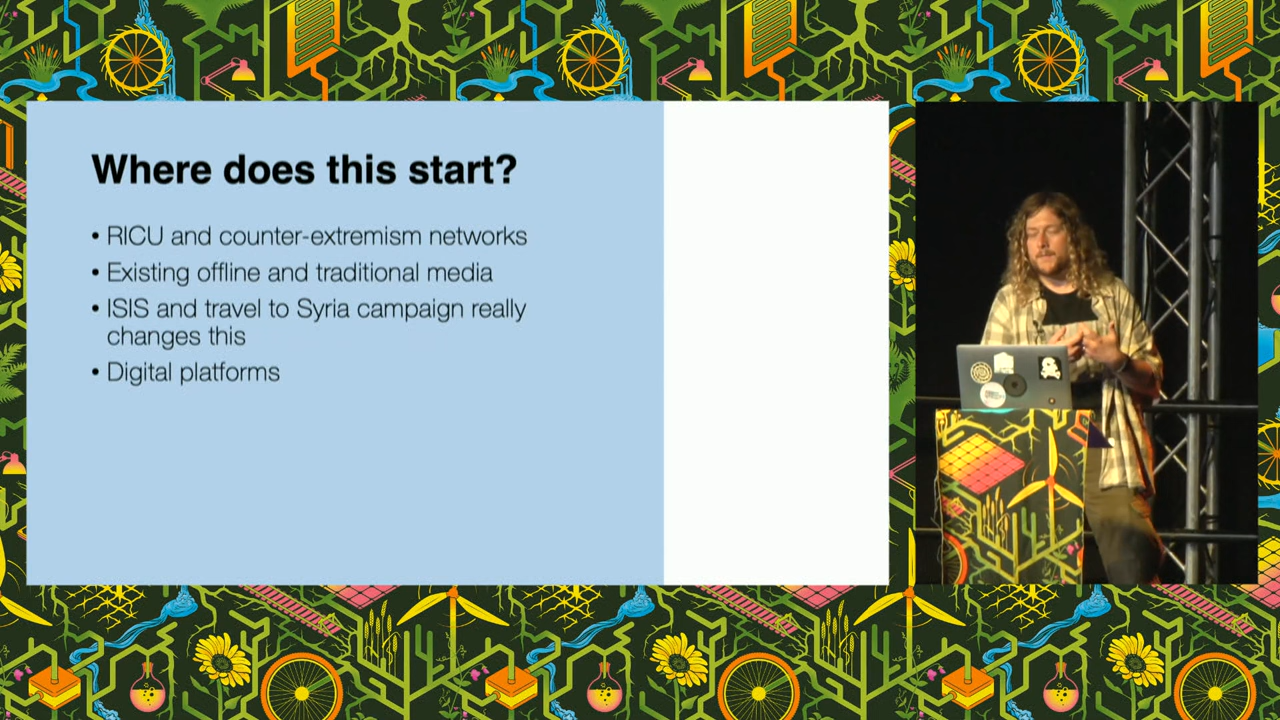 Where does this start?
• RICU and counter-extremism networks
• Existing offline and traditional media
• ISIS and travel to Syria campaign really
changes this
• Digital platforms